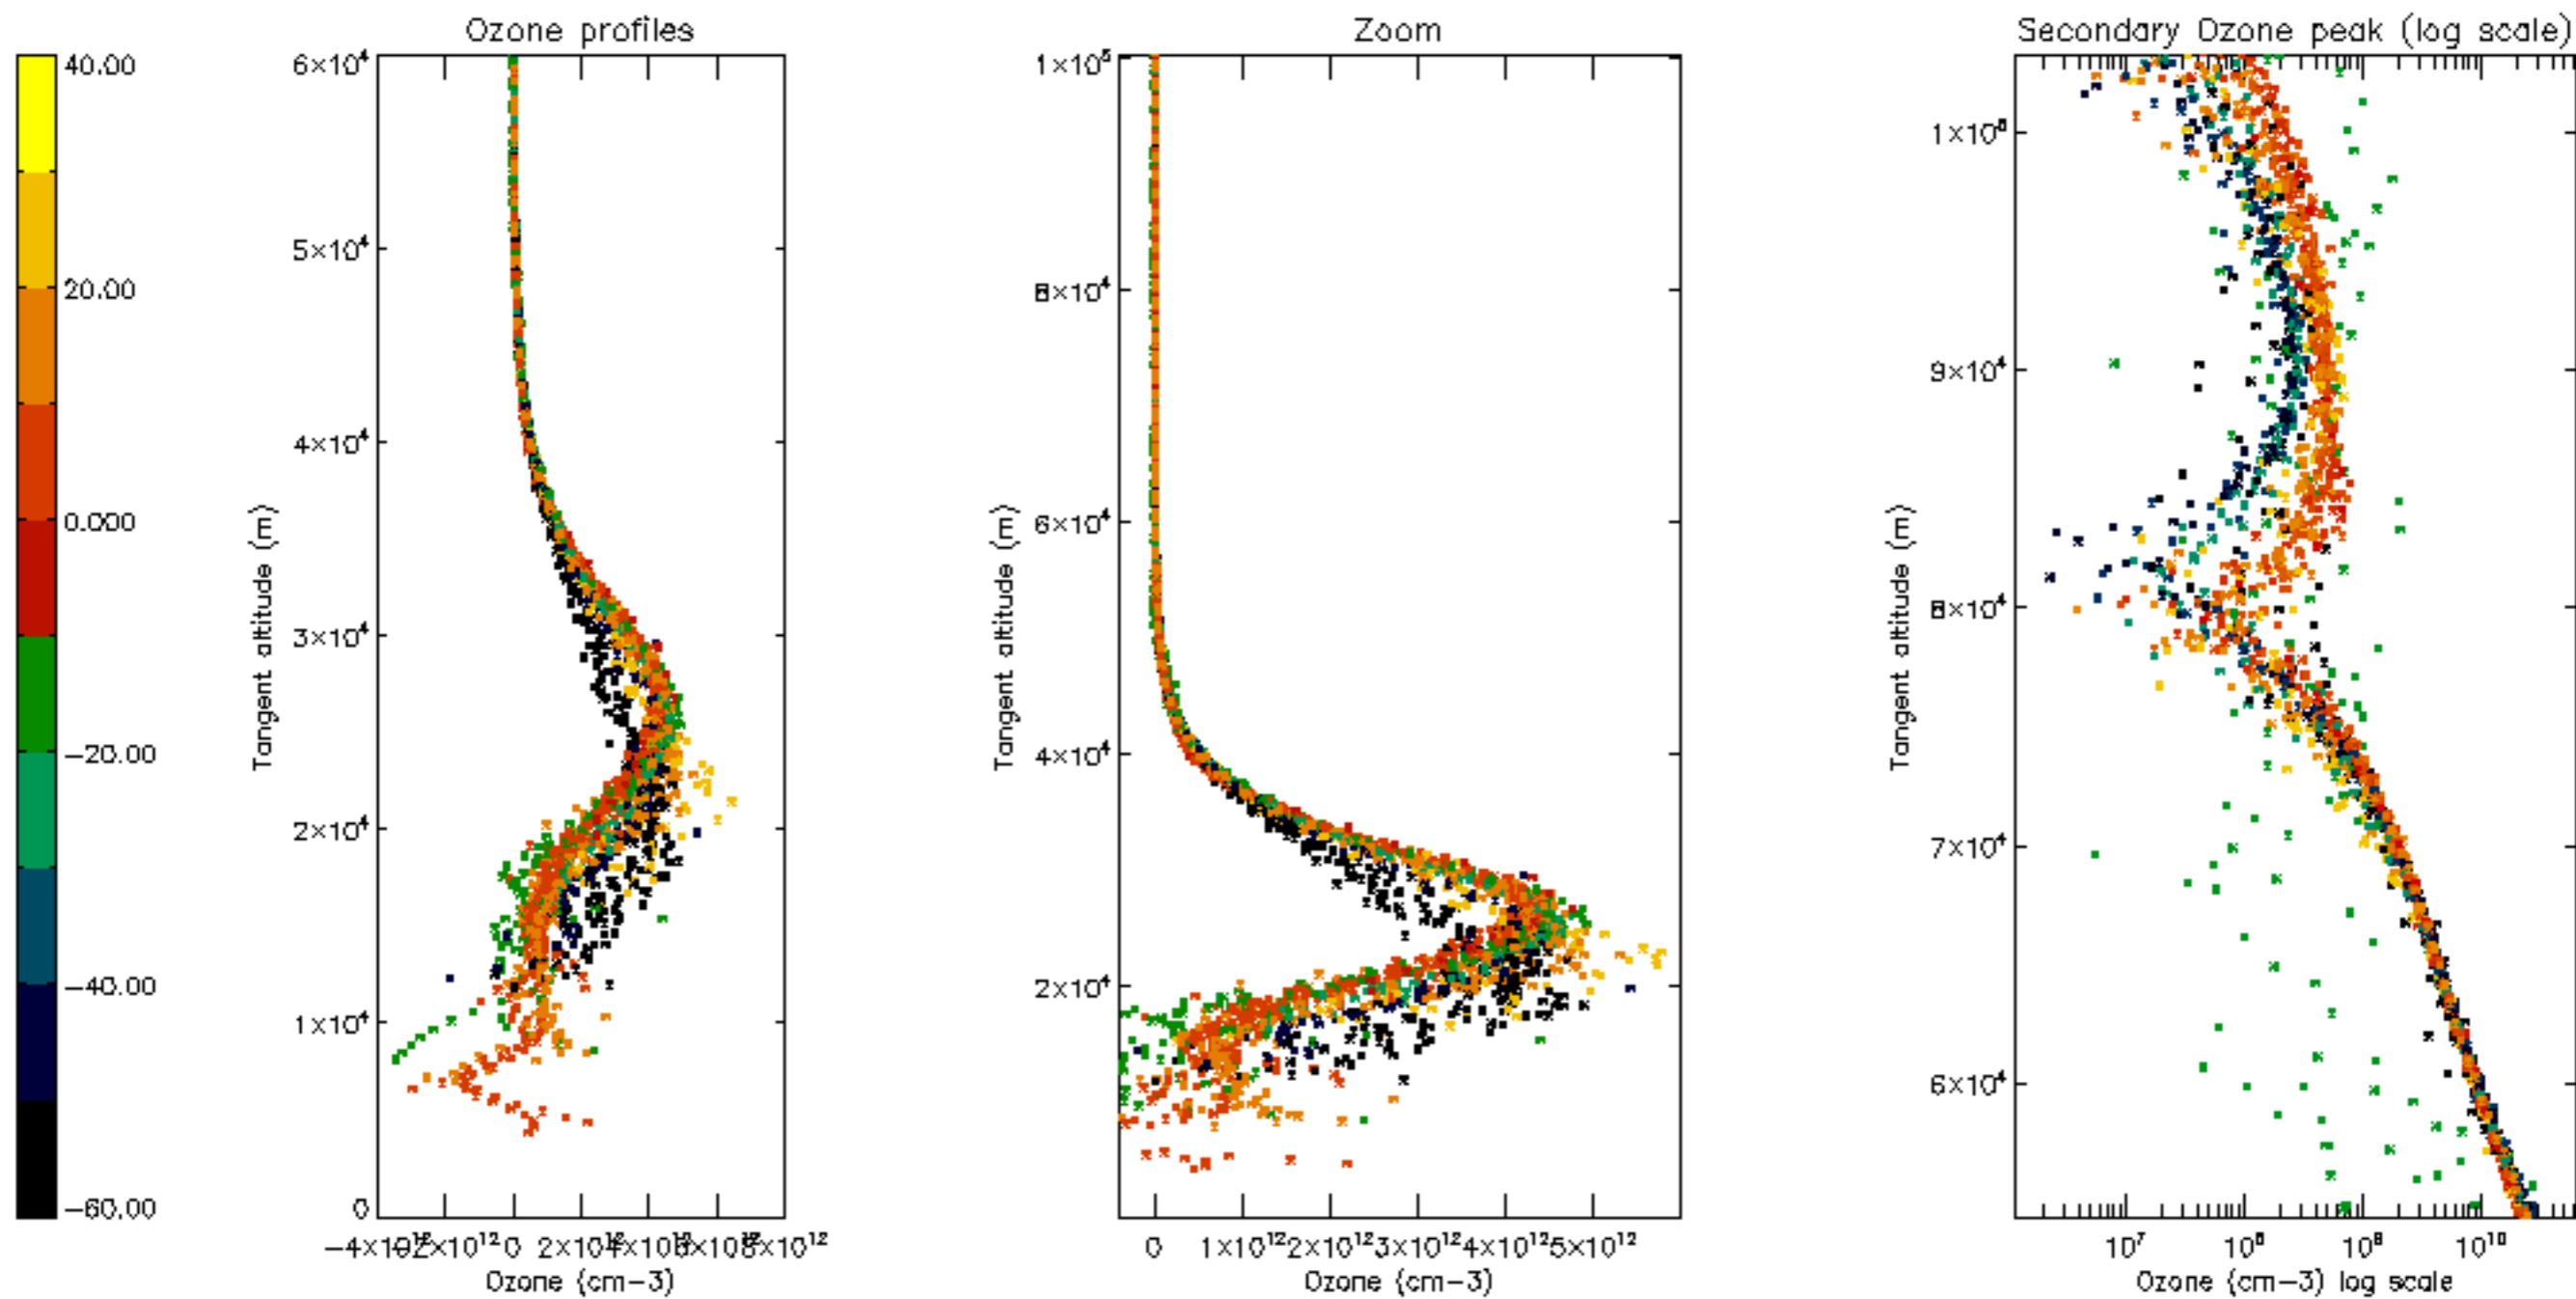 Ozone profiles
Zoom
Secondary Ozone peak (log scale)
40.00
20.00
0.000
−20.00
−40.00
−60.00
6×10⁴
5×10⁴
4×10⁴
3×10⁴
2×10⁴
1×10⁴
0
Tangent altitude (m)
0
Ozone (cm−3)
1×10⁵
8×10⁴
6×10⁴
4×10⁴
2×10⁴
Tangent altitude (m)
0 1×10¹² 2×10¹² 3×10¹² 4×10¹² 5×10¹²
Ozone (cm−3)
9×10⁴
8×10⁴
7×10⁴
6×10⁴
Tangent altitude (m)
10⁷ 10⁸ 10⁹ 10¹⁰
Ozone (cm−3) log scale